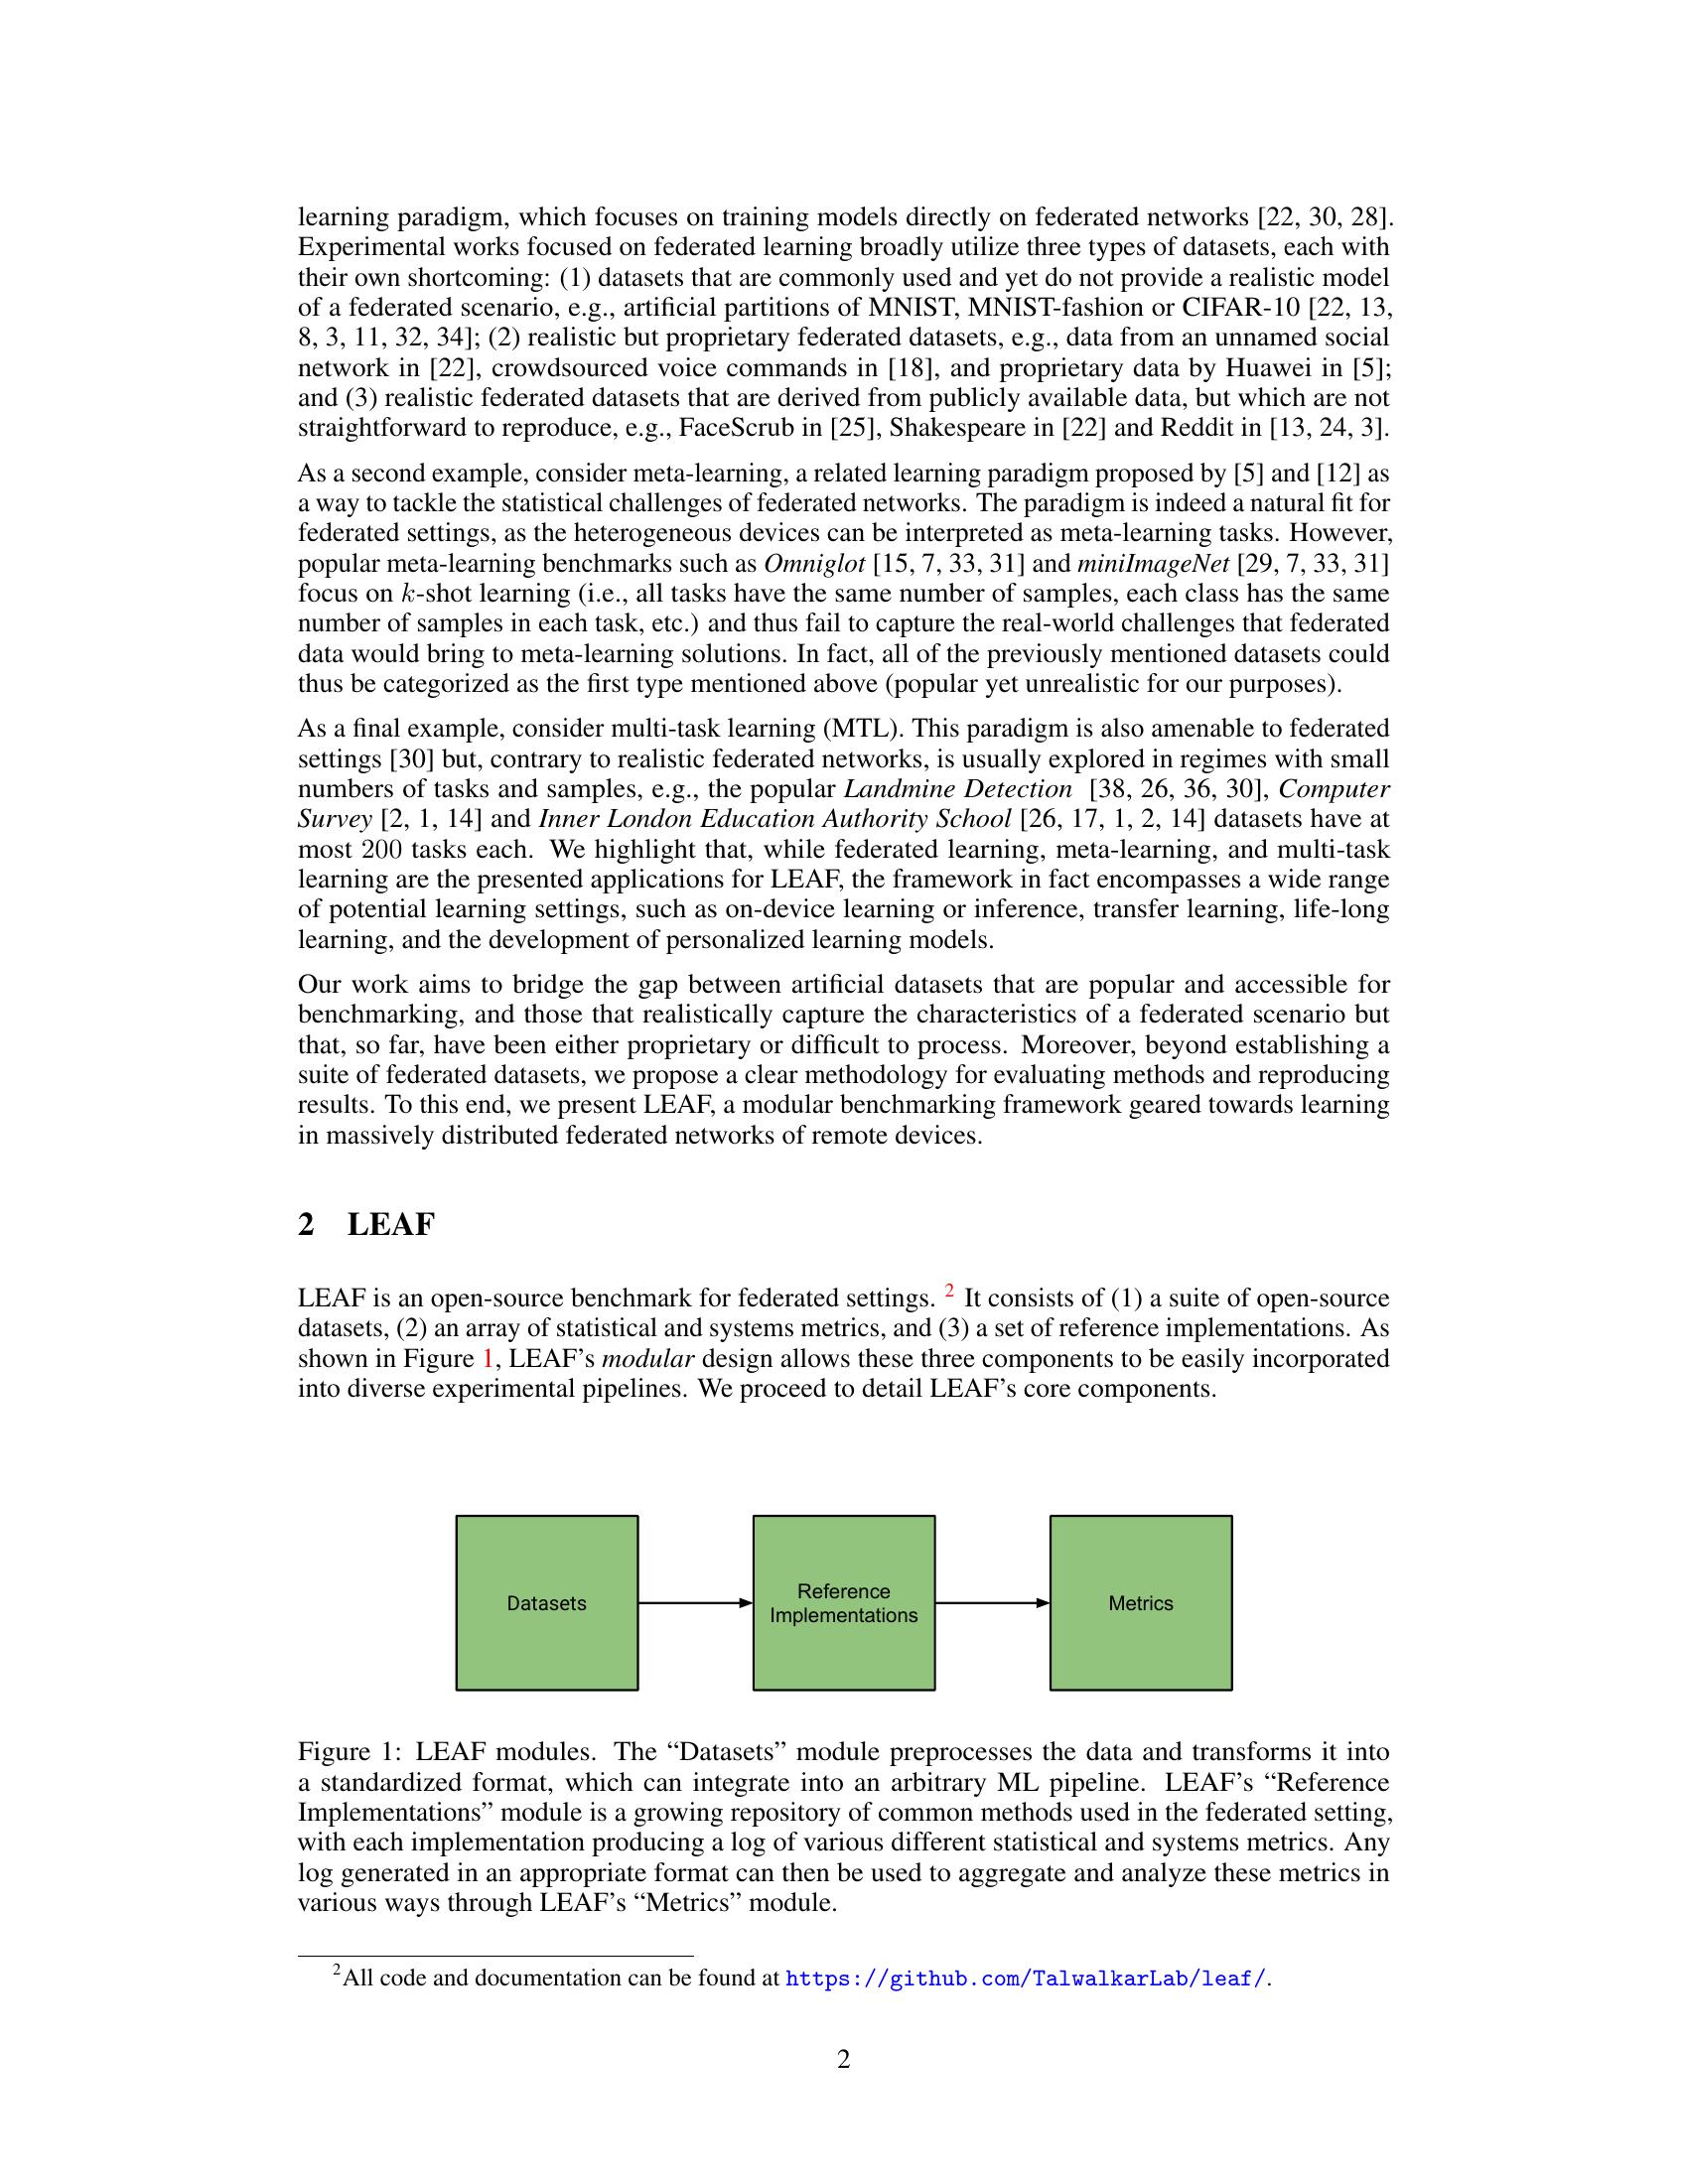 learning paradigm, which focuses on training models directly on federated networks [22, 30, 28].
Experimental works focused on federated learning broadly utilize three types of datasets, each with
their own shortcoming: (1) datasets that are commonly used and yet do not provide a realistic model
of a federated scenario, e.g., artificial partitions of MNIST, MNIST-fashion or CIFAR-10 [22, 13,
8, 3, 11, 32, 34]; (2) realistic but proprietary federated datasets, e.g., data from an unnamed social
network in [22], crowdsourced voice commands in [18], and proprietary data by Huawei in [5];
and (3) realistic federated datasets that are derived from publicly available data, but which are not
straightforward to reproduce, e.g., FaceScrub in [25], Shakespeare in [22] and Reddit in [13, 24, 3].
As a second example, consider meta-learning, a related learning paradigm proposed by [5] and [12] as
a way to tackle the statistical challenges of federated networks. The paradigm is indeed a natural fit for
federated settings, as the heterogeneous devices can be interpreted as meta-learning tasks. However,
popular meta-learning benchmarks such as Omniglot [15, 7, 33, 31] and miniImageNet [29, 7, 33, 31]
focus on k-shot learning (i.e., all tasks have the same number of samples, each class has the same
number of samples in each task, etc.) and thus fail to capture the real-world challenges that federated
data would bring to meta-learning solutions. In fact, all of the previously mentioned datasets could
thus be categorized as the first type mentioned above (popular yet unrealistic for our purposes).
As a final example, consider multi-task learning (MTL). This paradigm is also amenable to federated
settings [30] but, contrary to realistic federated networks, is usually explored in regimes with small
numbers of tasks and samples, e.g., the popular Landmine Detection [38, 26, 36, 30], Computer
Survey [2, 1, 14] and Inner London Education Authority School [26, 17, 1, 2, 14] datasets have at
most 200 tasks each. We highlight that, while federated learning, meta-learning, and multi-task
learning are the presented applications for LEAF, the framework in fact encompasses a wide range
of potential learning settings, such as on-device learning or inference, transfer learning, life-long
learning, and the development of personalized learning models.
Our work aims to bridge the gap between artificial datasets that are popular and accessible for
benchmarking, and those that realistically capture the characteristics of a federated scenario but
that, so far, have been either proprietary or difficult to process. Moreover, beyond establishing a
suite of federated datasets, we propose a clear methodology for evaluating methods and reproducing
results. To this end, we present LEAF, a modular benchmarking framework geared towards learning
in massively distributed federated networks of remote devices.
2 LEAF
LEAF is an open-source benchmark for federated settings. 2 It consists of (1) a suite of open-source
datasets, (2) an array of statistical and systems metrics, and (3) a set of reference implementations. As
shown in Figure 1, LEAF's modular design allows these three components to be easily incorporated
into diverse experimental pipelines. We proceed to detail LEAF's core components.
Datasets
Reference
Implementations
Metrics
Figure 1: LEAF modules. The “Datasets” module preprocesses the data and transforms it into
a standardized format, which can integrate into an arbitrary ML pipeline. LEAF's “Reference
Implementations” module is a growing repository of common methods used in the federated setting,
with each implementation producing a log of various different statistical and systems metrics. Any
log generated in an appropriate format can then be used to aggregate and analyze these metrics in
various ways through LEAF's “Metrics” module.
2All code and documentation can be found at https://github.com/TalwalkarLab/leaf/.
2